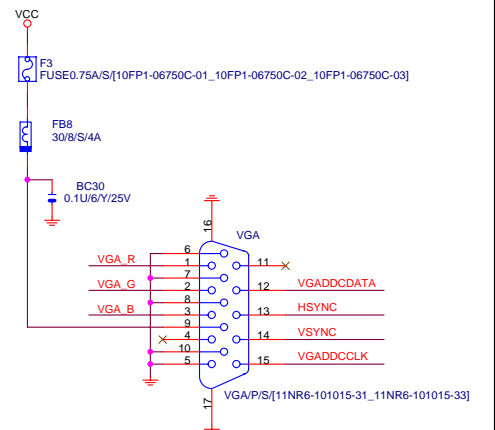 VCC
F3
FUSE0.75A/S/[10FP1-06750C-01_10FP1-06750C-02_10FP1-06750C-03]
FB8
30/8/S/4A
BC30
0.1U/6/Y/25V
16
VGA
6
VGA_R 1 11
7
VGA_G 2 12 VGADDCDATA
8
VGA_B 3 13 HSYNC
9
4 14 VSYNC
10
5 15 VGADDCCLK
17
VGA/P/S/[11NR6-101015-31_11NR6-101015-33]